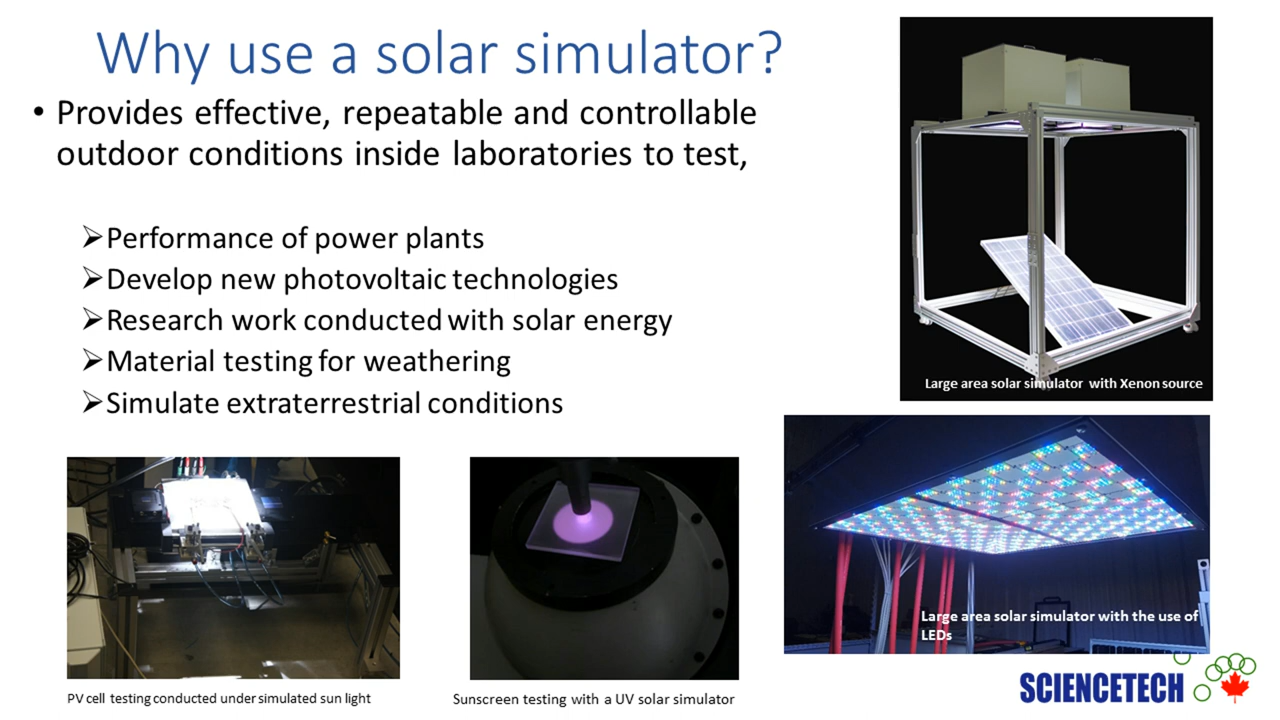 Why use a solar simulator?
• Provides effective, repeatable and controllable
outdoor conditions inside laboratories to test,
➢Performance of power plants
➢Develop new photovoltaic technologies
➢Research work conducted with solar energy
➢Material testing for weathering
➢Simulate extraterrestrial conditions
Large area solar simulator with Xenon source
Large area solar simulator with the use of
LEDs
PV cell testing conducted under simulated sun light
Sunscreen testing with a UV solar simulator
SCIENCETECH